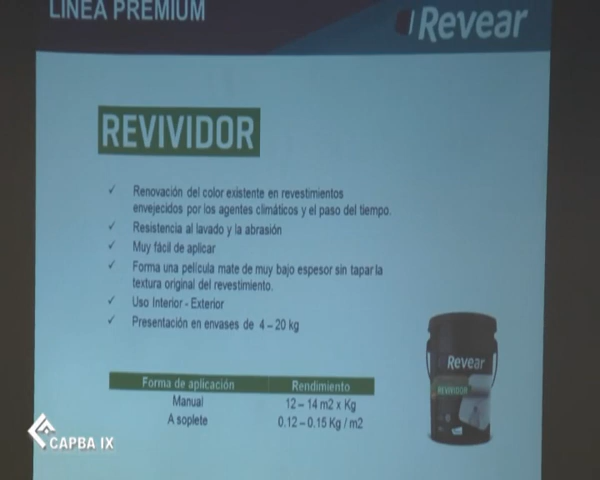 LINEA PREMIUM
Revear
REVIVIDOR
✓ Renovación del color existente en revestimientos
envejecidos por los agentes climáticos y el paso del tiempo.
✓ Resistencia al lavado y la abrasión
✓ Muy fácil de aplicar
✓ Forma una película mate de muy bajo espesor sin tapar la
textura original del revestimiento.
✓ Uso Interior - Exterior
✓ Presentación en envases de 4 – 20 kg
Forma de aplicación Rendimiento
Manual 12 – 14 m2 x Kg
A soplete 0.12 – 0.15 Kg / m2
Revear
REVIVIDOR
CAPBA IX